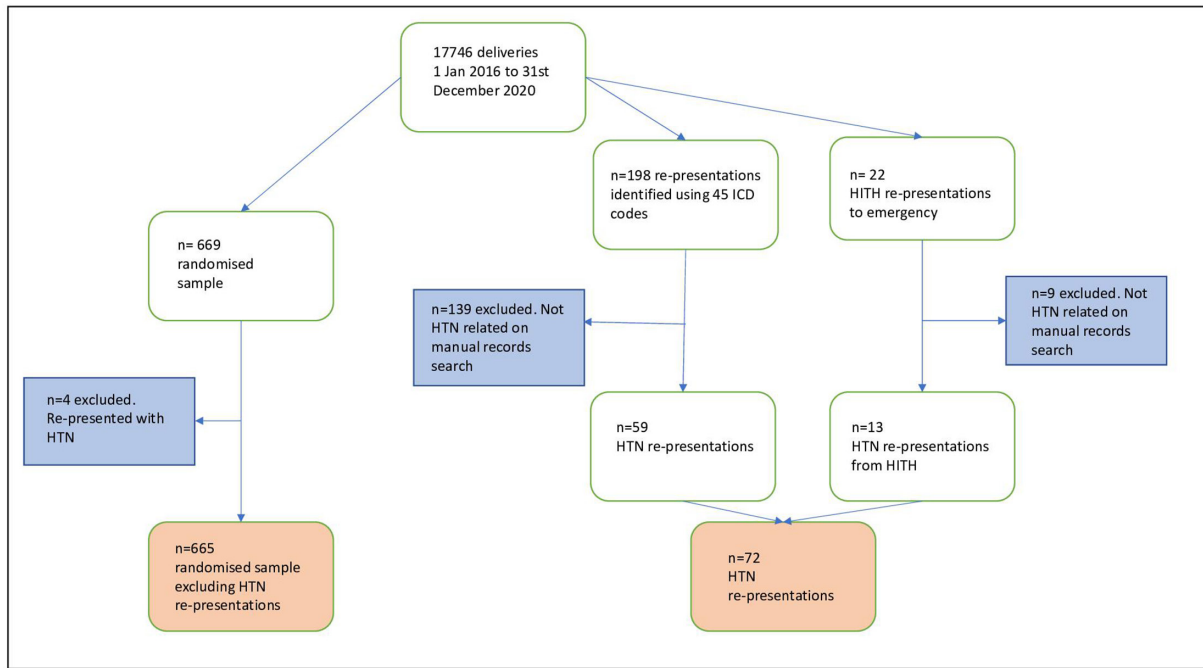 17746 deliveries
1 Jan 2016 to 31st
December 2020
n=198 re-presentations
identified using 45 ICD
codes
n= 22
HITH re-presentations
to emergency
n= 669
randomised
sample
n=139 excluded. Not
HTN related on
manual records
search
n=9 excluded. Not
HTN related on
manual records
search
n=4 excluded.
Re-presented with
HTN
n=59
HTN re-presentations
n=13
HTN re-presentations
from HITH
n=665
randomised sample
excluding HTN
re-presentations
n=72
HTN
re-presentations